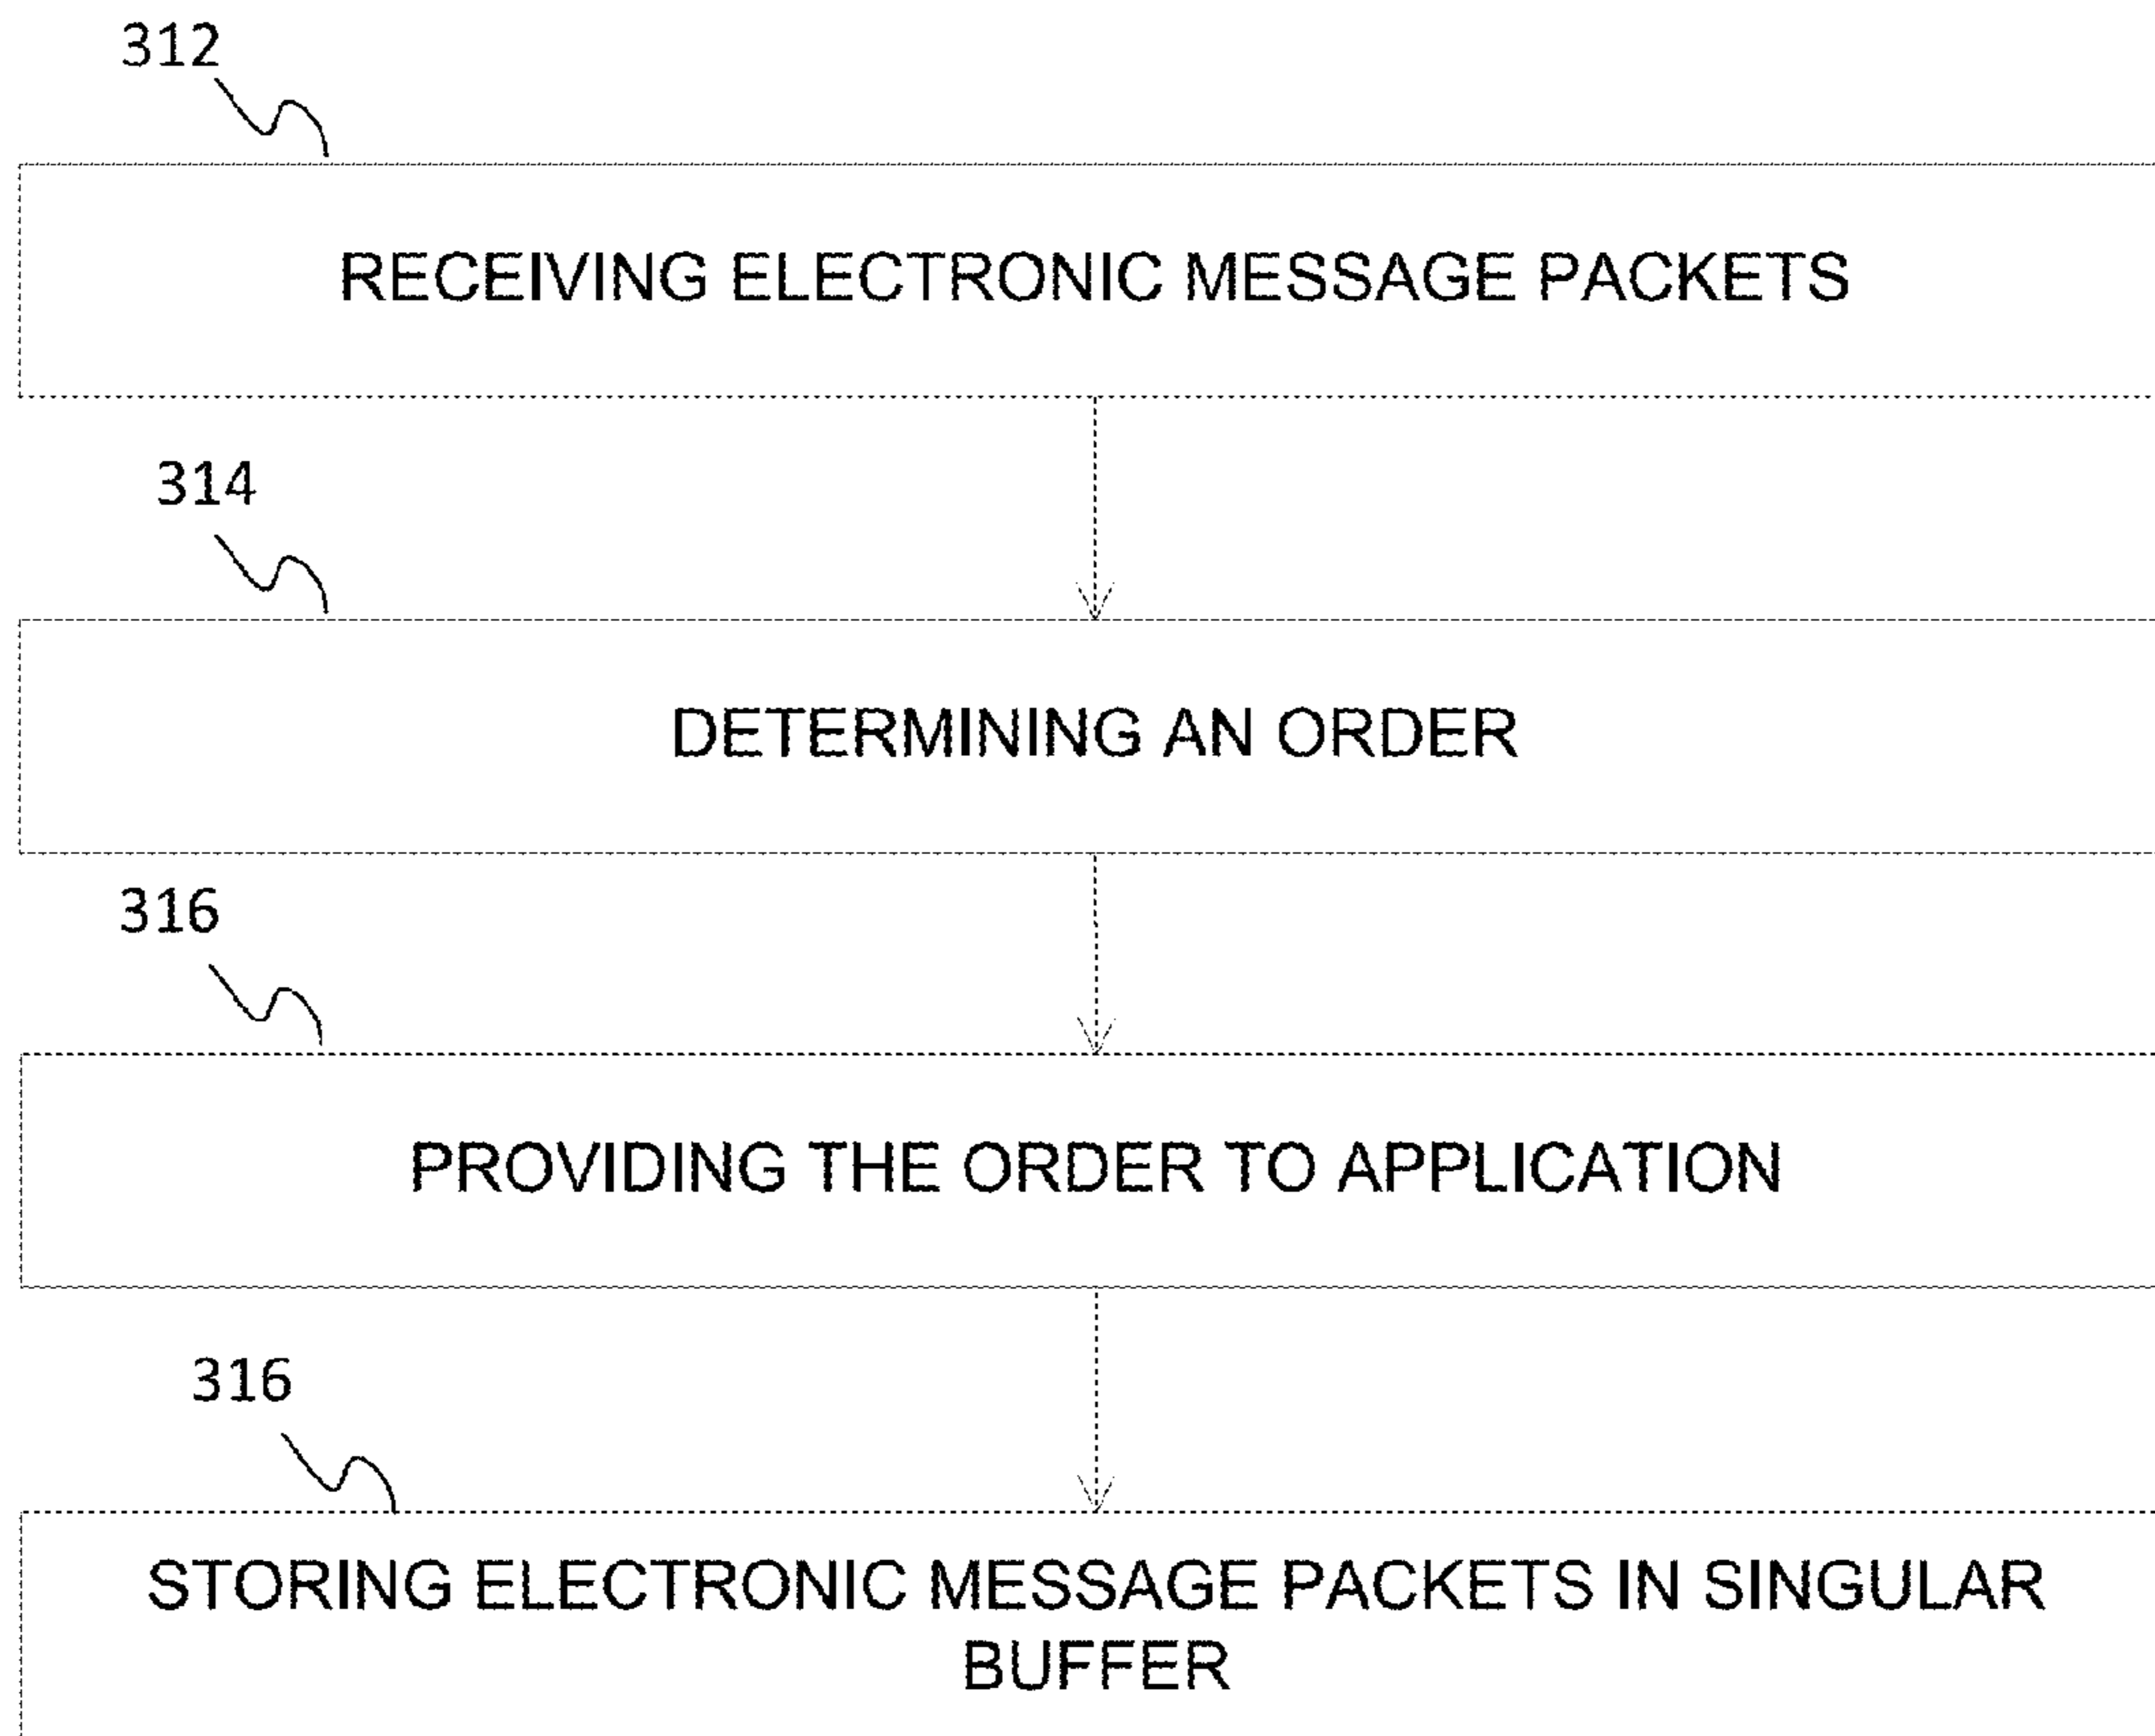 312
RECEIVING ELECTRONIC MESSAGE PACKETS
314
DETERMINING AN ORDER
316
PROVIDING THE ORDER TO APPLICATION
316
STORING ELECTRONIC MESSAGE PACKETS IN SINGULAR
BUFFER